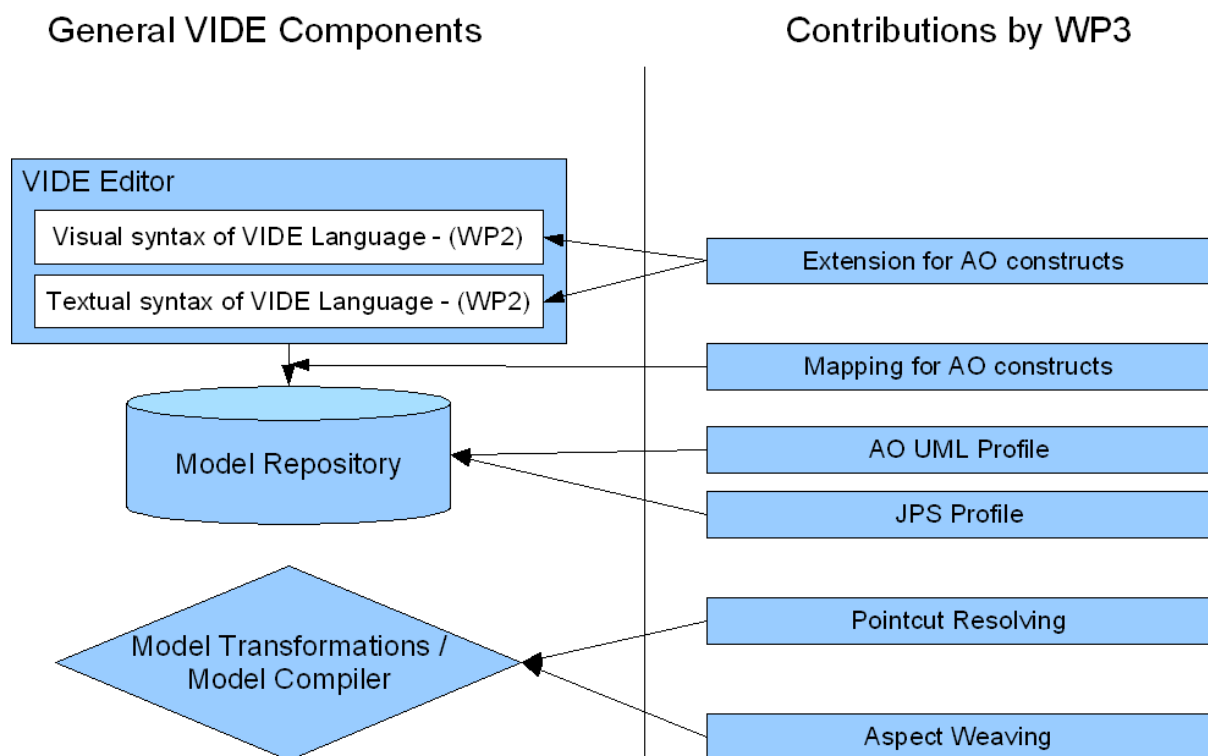 General VIDE Components
Contributions by WP3
VIDE Editor
Visual syntax of VIDE Language - (WP2)
Textual syntax of VIDE Language - (WP2)
Extension for AO constructs
Mapping for AO constructs
Model Repository
AO UML Profile
JPS Profile
Model Transformations /
Model Compiler
Pointcut Resolving
Aspect Weaving